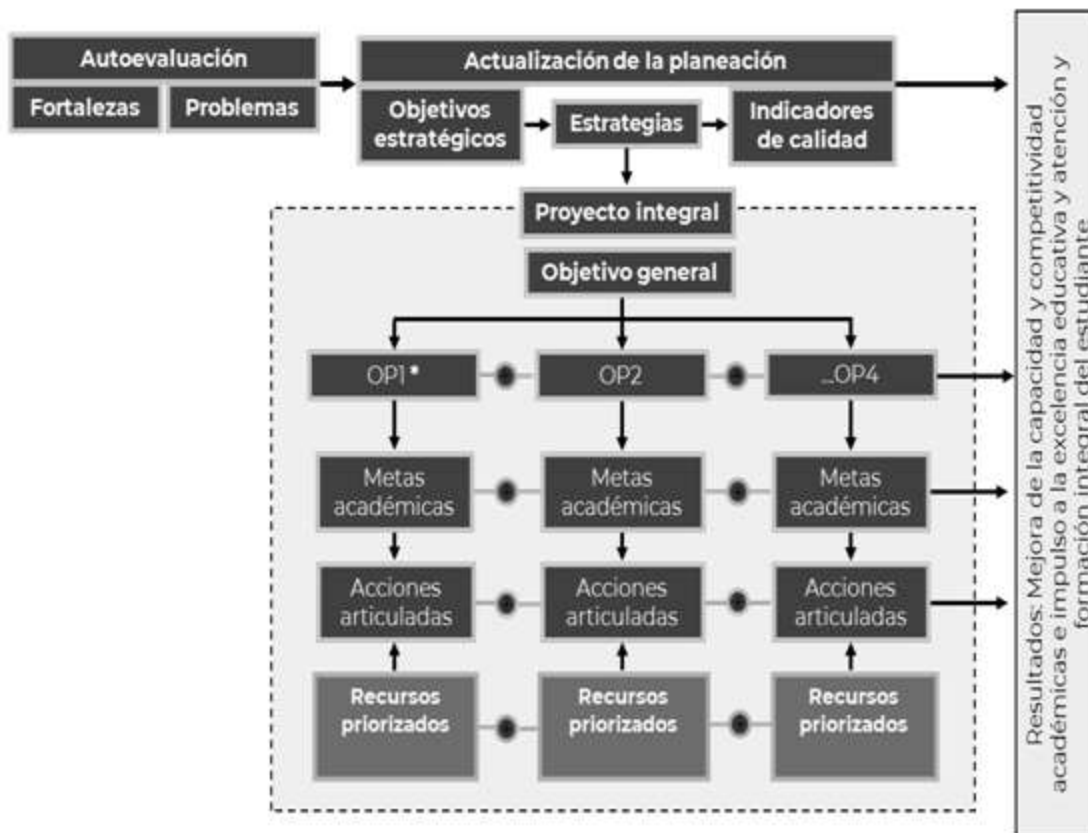 Autoevaluación
Fortalezas
Problemas
Actualización de la planeación
Objetivos
estratégicos
Estrategias
Indicadores
de calidad
Proyecto integral
Objetivo general
OP1 *
OP2
...OP4
Metas
académicas
Metas
académicas
Metas
académicas
Acciones
articuladas
Acciones
articuladas
Acciones
articuladas
Recursos
priorizados
Recursos
priorizados
Recursos
priorizados
Resultados: Mejora de la capacidad y competitividad
académicas e impulso a la excelencia educativa y atención y
formación integral del estudiante